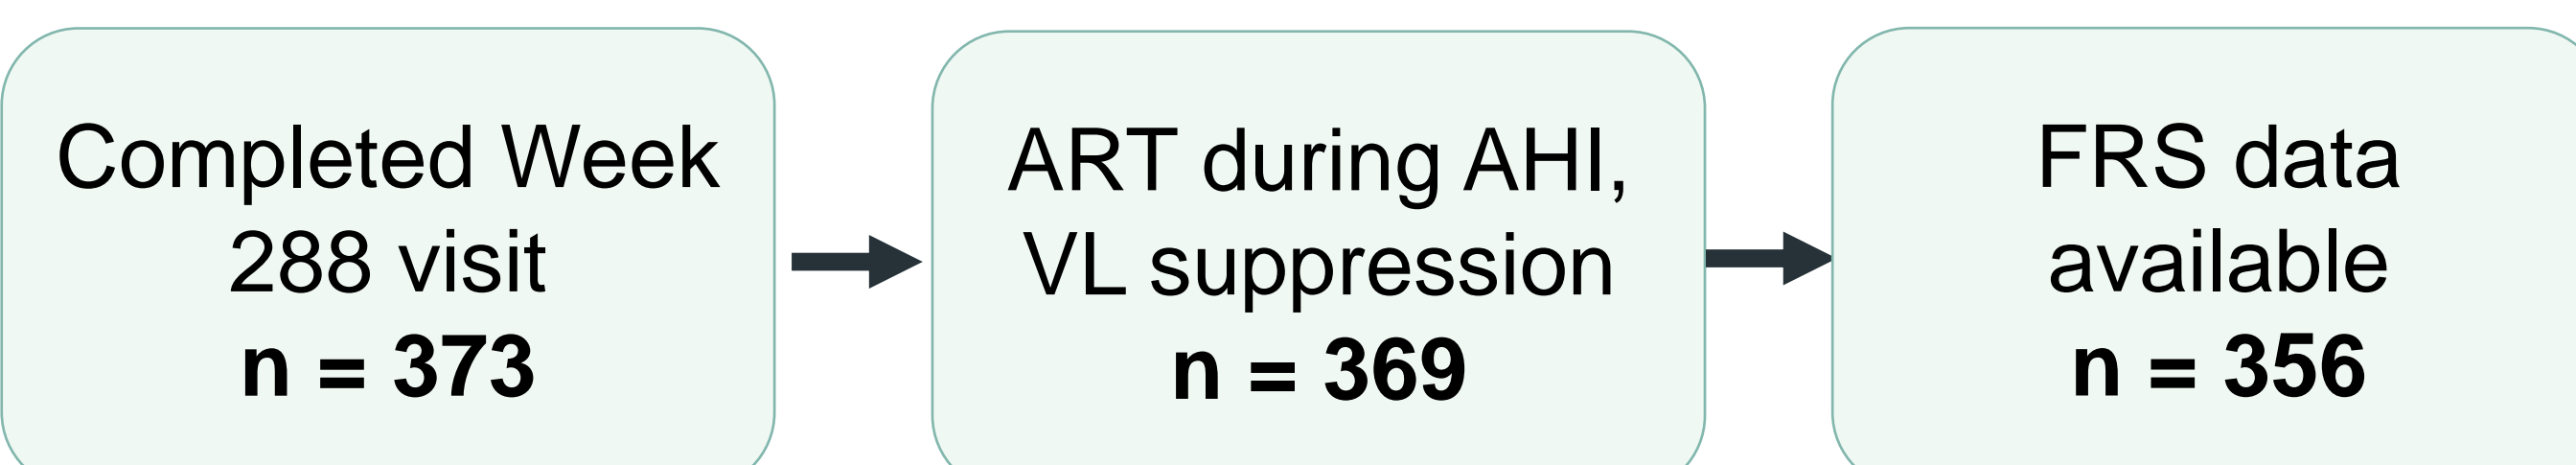 Completed Week
288 visit
n = 373
ART during AHI,
VL suppression
n = 369
FRS data
available
n = 356